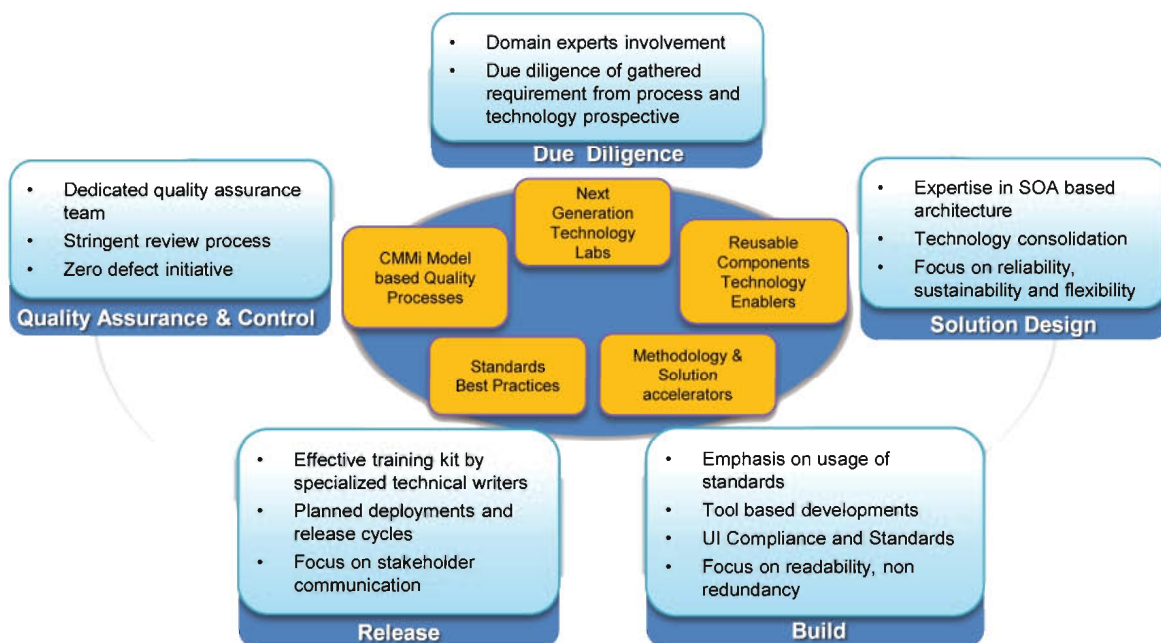 • Domain experts involvement
• Due diligence of gathered
requirement from process and
technology prospective
Due Diligence
• Dedicated quality assurance
team
• Stringent review process
• Zero defect initiative
Quality Assurance & Control
• Expertise in SOA based
architecture
• Technology consolidation
• Focus on reliability,
sustainability and flexibility
Solution Design
Next
Generation
Technology
Labs
CMMi Model
based Quality
Processes
Reusable
Components
Technology
Enablers
Standards
Best Practices
Methodology &
Solution
accelerators
• Effective training kit by
specialized technical writers
• Planned deployments and
release cycles
• Focus on stakeholder
communication
Release
• Emphasis on usage of
standards
• Tool based developments
• UI Compliance and Standards
• Focus on readability, non
redundancy
Build